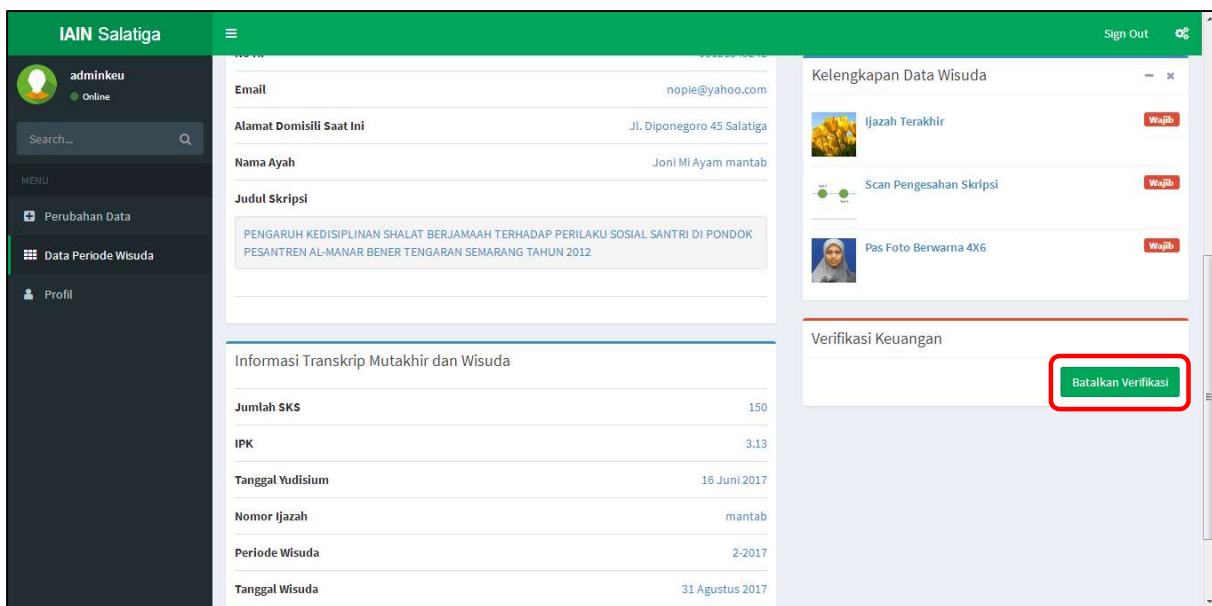 IAIN Salatiga
Sign Out
adminkeu
Online
Search...
MENU
Perubahan Data
Data Periode Wisuda
Profil
Email nopie@yahoo.com
Alamat Domisili Saat Ini Jl. Diponegoro 45 Salatiga
Nama Ayah Joni Mi Ayam mantab
Judul Skripsi
PENGARUH KEDISIPLINAN SHALAT BERJAMAAH TERHADAP PERILAKU SOSIAL SANTRI DI PONDOK
PESANTREN AL-MANAR BENER TENGARAN SEMARANG TAHUN 2012
Informasi Transkrip Mutakhir dan Wisuda
Jumlah SKS 150
IPK 3.13
Tanggal Yudisium 16 Juni 2017
Nomor Ijazah mantab
Periode Wisuda 2-2017
Tanggal Wisuda 31 Agustus 2017
Kelengkapan Data Wisuda
Ijazah Terakhir Wajib
Scan Pengesahan Skripsi Wajib
Pas Foto Berwarna 4X6 Wajib
Verifikasi Keuangan
Batalkan Verifikasi